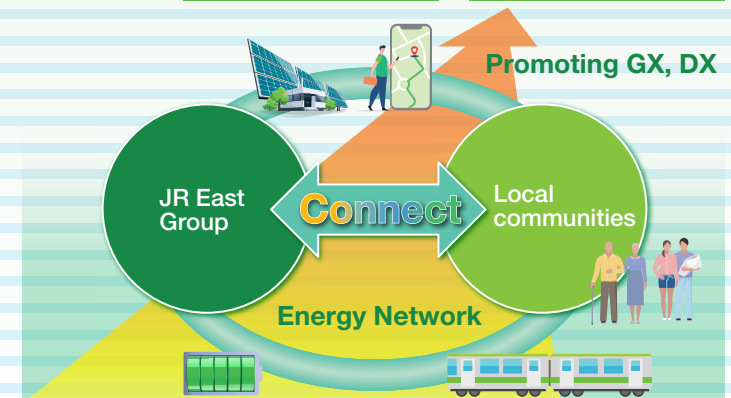 Promoting GX, DX
JR East
Group
Connect
Local
communities
Energy Network